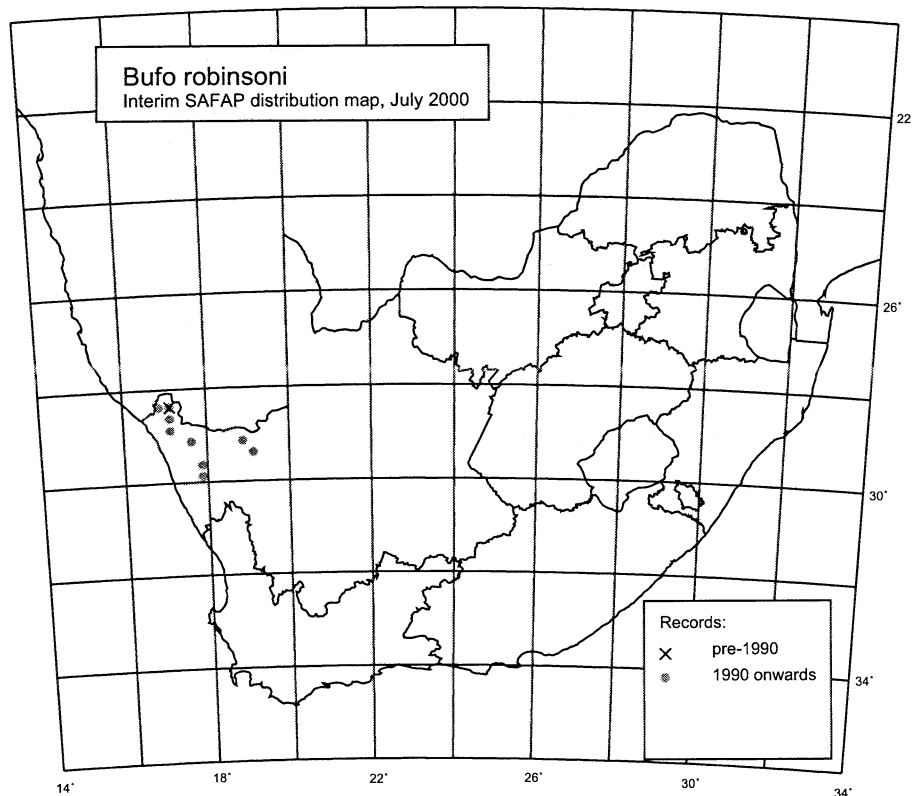 Bufo robinsoni
Interim SAFAP distribution map, July 2000
22
26°
30°
Records:
pre-1990
1990 onwards
34°
14°
18°
22°
26°
30°
34°